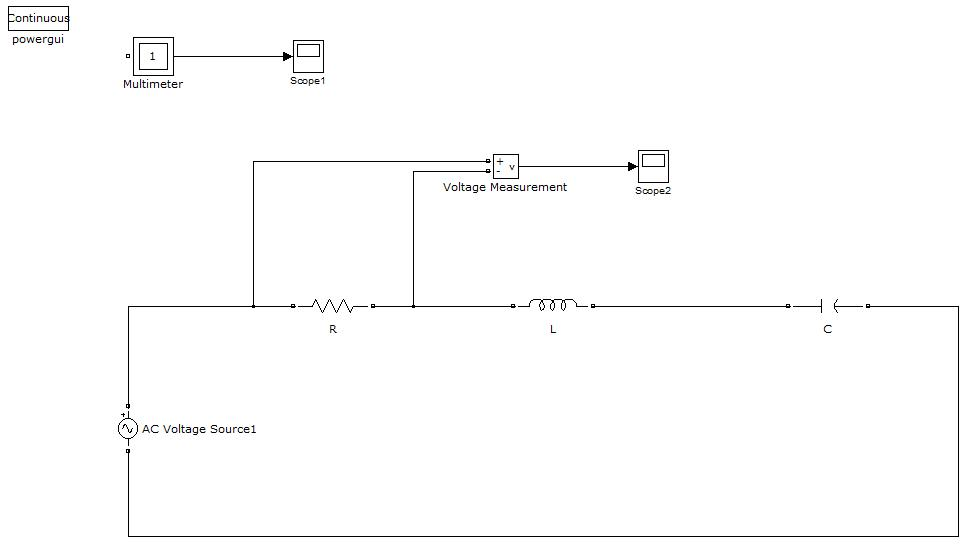 Continuous
powergui
1
Multimeter
Scope1
+
- v
Voltage Measurement
Scope2
R
L
C
+
AC Voltage Source1